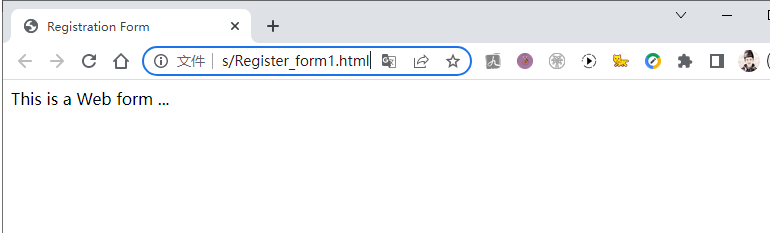 Registration Form
文件 s/Register_form1.html
This is a Web form ...